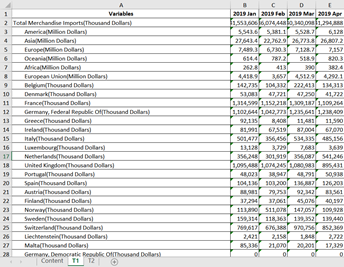 A B C D E
1 Variables 2019 Jan 2019 Feb 2019 Mar 2019 Apr
2 Total Merchandise Imports(Thousand Dollars)
3 America(Million Dollars) 5,543.6 5,381.1 5,528.7 6,128
4 Asia(Million Dollars) 27,643.4 22,762.9 26,773.8 26,807.2
5 Europe(Million Dollars) 7,489.3 6,730.3 7,128.2 7,157
6 Oceania(Million Dollars) 614.4 787.2 518.9 820.3
7 Africa(Million Dollars) 262.8 413 390 382.4
8 European Union(Million Dollars) 4,418.9 3,657 4,512.9 4,292.1
9 Belgium(Thousand Dollars) 142,735 104,332 222,413 134,313
10 Denmark(Thousand Dollars) 53,083 47,721 47,250 41,722
11 France(Thousand Dollars) 1,314,599 1,152,218 1,309,187 1,109,264
12 Germany, Federal Republic Of(Thousand Dollars) 1,102,644 1,042,773 1,235,641 1,238,409
13 Greece(Thousand Dollars) 92,135 8,408 11,481 11,590
14 Ireland(Thousand Dollars) 81,991 67,519 87,004 67,070
15 Italy(Thousand Dollars) 501,477 356,456 534,335 485,156
16 Luxembourg(Thousand Dollars) 13,128 3,729 7,683 3,639
17 Netherlands(Thousand Dollars) 356,248 301,919 356,087 541,246
18 United Kingdom(Thousand Dollars) 1,095,488 1,074,245 1,080,983 895,431
19 Portugal(Thousand Dollars) 48,023 38,947 48,791 50,938
20 Spain(Thousand Dollars) 104,136 103,200 136,887 126,203
21 Austria(Thousand Dollars) 88,981 79,753 92,342 83,561
22 Finland(Thousand Dollars) 37,294 37,061 45,076 40,197
23 Norway(Thousand Dollars) 113,890 511,078 147,057 109,928
24 Sweden(Thousand Dollars) 159,314 118,363 139,352 139,440
25 Switzerland(Thousand Dollars) 769,617 676,388 970,756 852,369
26 Liechtenstein(Thousand Dollars) 2,421 2,158 1,848 2,722
27 Malta(Thousand Dollars) 85,336 21,070 20,201 17,329
28 Germany, Democratic Republic Of(Thousand Dollars) 0 0 0 0
Content T1 T2